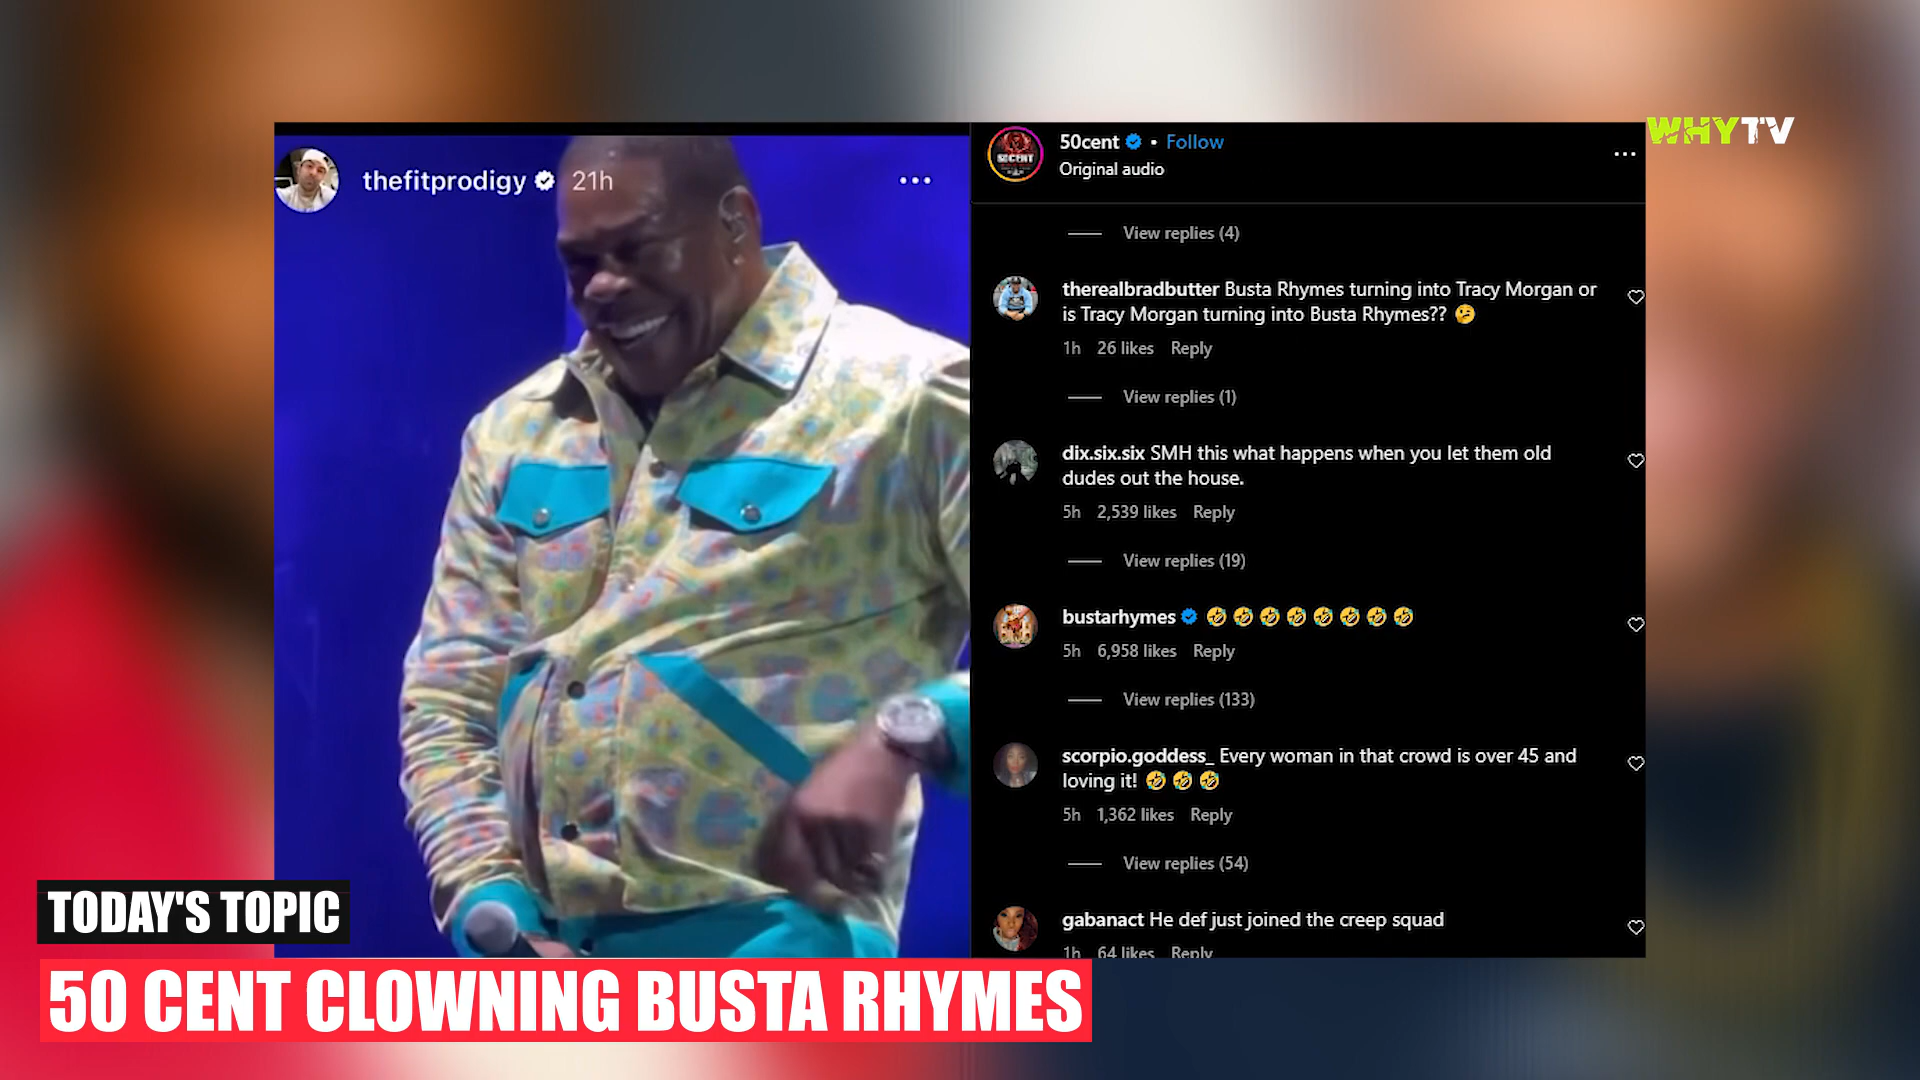 WHYTV
thefitprodigy 21h
50cent • Follow
Original audio
View replies (4)
therealbradbutter Busta Rhymes turning into Tracy Morgan or
is Tracy Morgan turning into Busta Rhymes?? 🤔
1h 26 likes Reply
View replies (1)
dix.six.six SMH this what happens when you let them old
dudes out the house.
5h 2,539 likes Reply
View replies (19)
bustarhymes 🤣🤣🤣🤣🤣🤣🤣🤣
5h 6,958 likes Reply
View replies (133)
scorpio.goddess_ Every woman in that crowd is over 45 and
loving it! 🤣🤣🤣
5h 1,362 likes Reply
View replies (54)
gabanact He def just joined the creep squad
1h 64 likes Reply
TODAY'S TOPIC
50 CENT CLOWNING BUSTA RHYMES